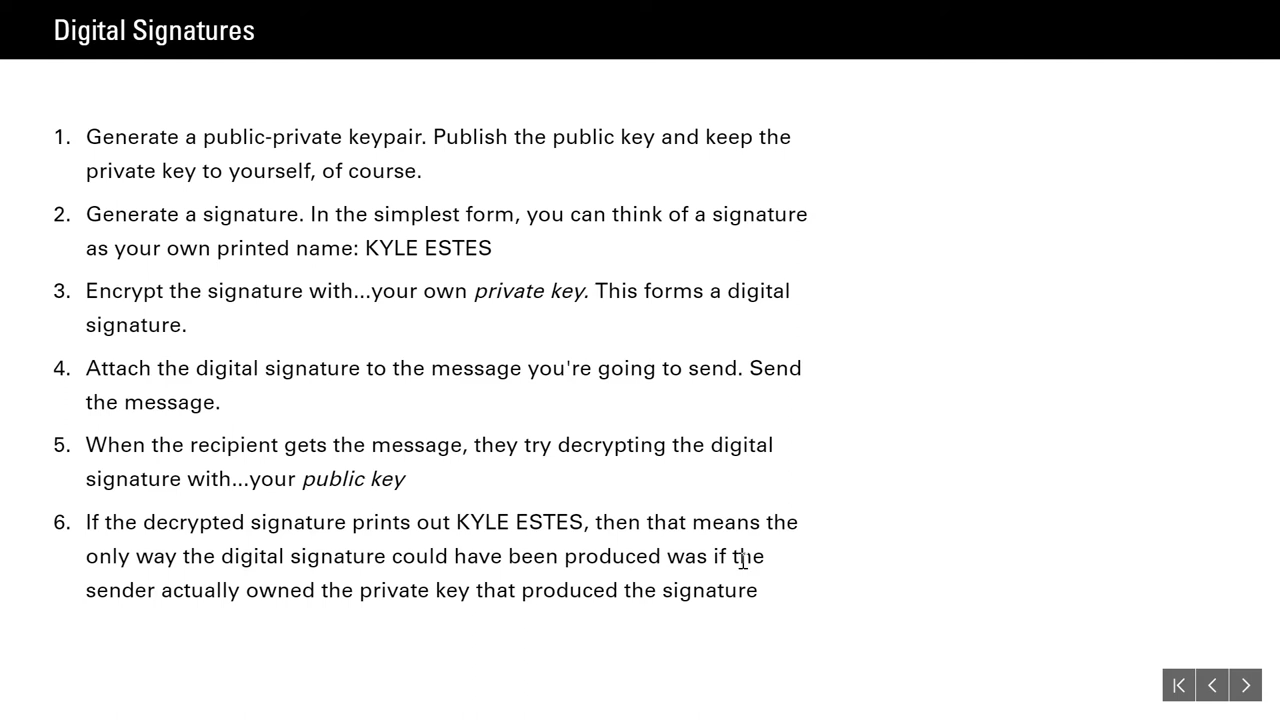 Digital Signatures
1. Generate a public-private keypair. Publish the public key and keep the
private key to yourself, of course.
2. Generate a signature. In the simplest form, you can think of a signature
as your own printed name: KYLE ESTES
3. Encrypt the signature with...your own private key. This forms a digital
signature.
4. Attach the digital signature to the message you're going to send. Send
the message.
5. When the recipient gets the message, they try decrypting the digital
signature with...your public key
6. If the decrypted signature prints out KYLE ESTES, then that means the
only way the digital signature could have been produced was if the
sender actually owned the private key that produced the signature